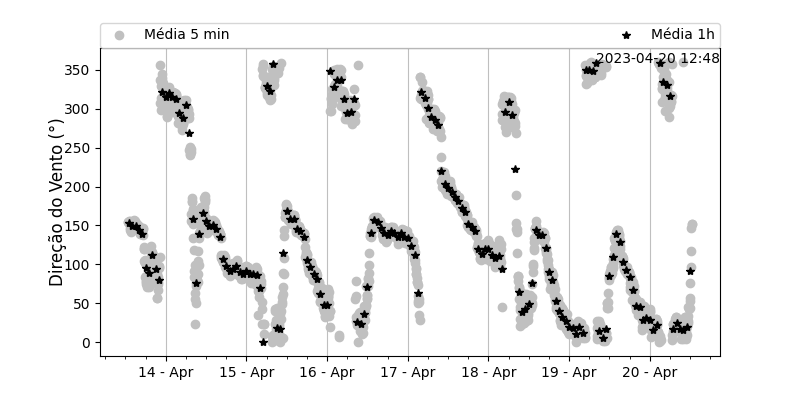 Média 5 min
Média 1h
2023-04-20 12:48
Direção do Vento (°)
350
300
250
200
150
100
50
0
14 - Apr
15 - Apr
16 - Apr
17 - Apr
18 - Apr
19 - Apr
20 - Apr